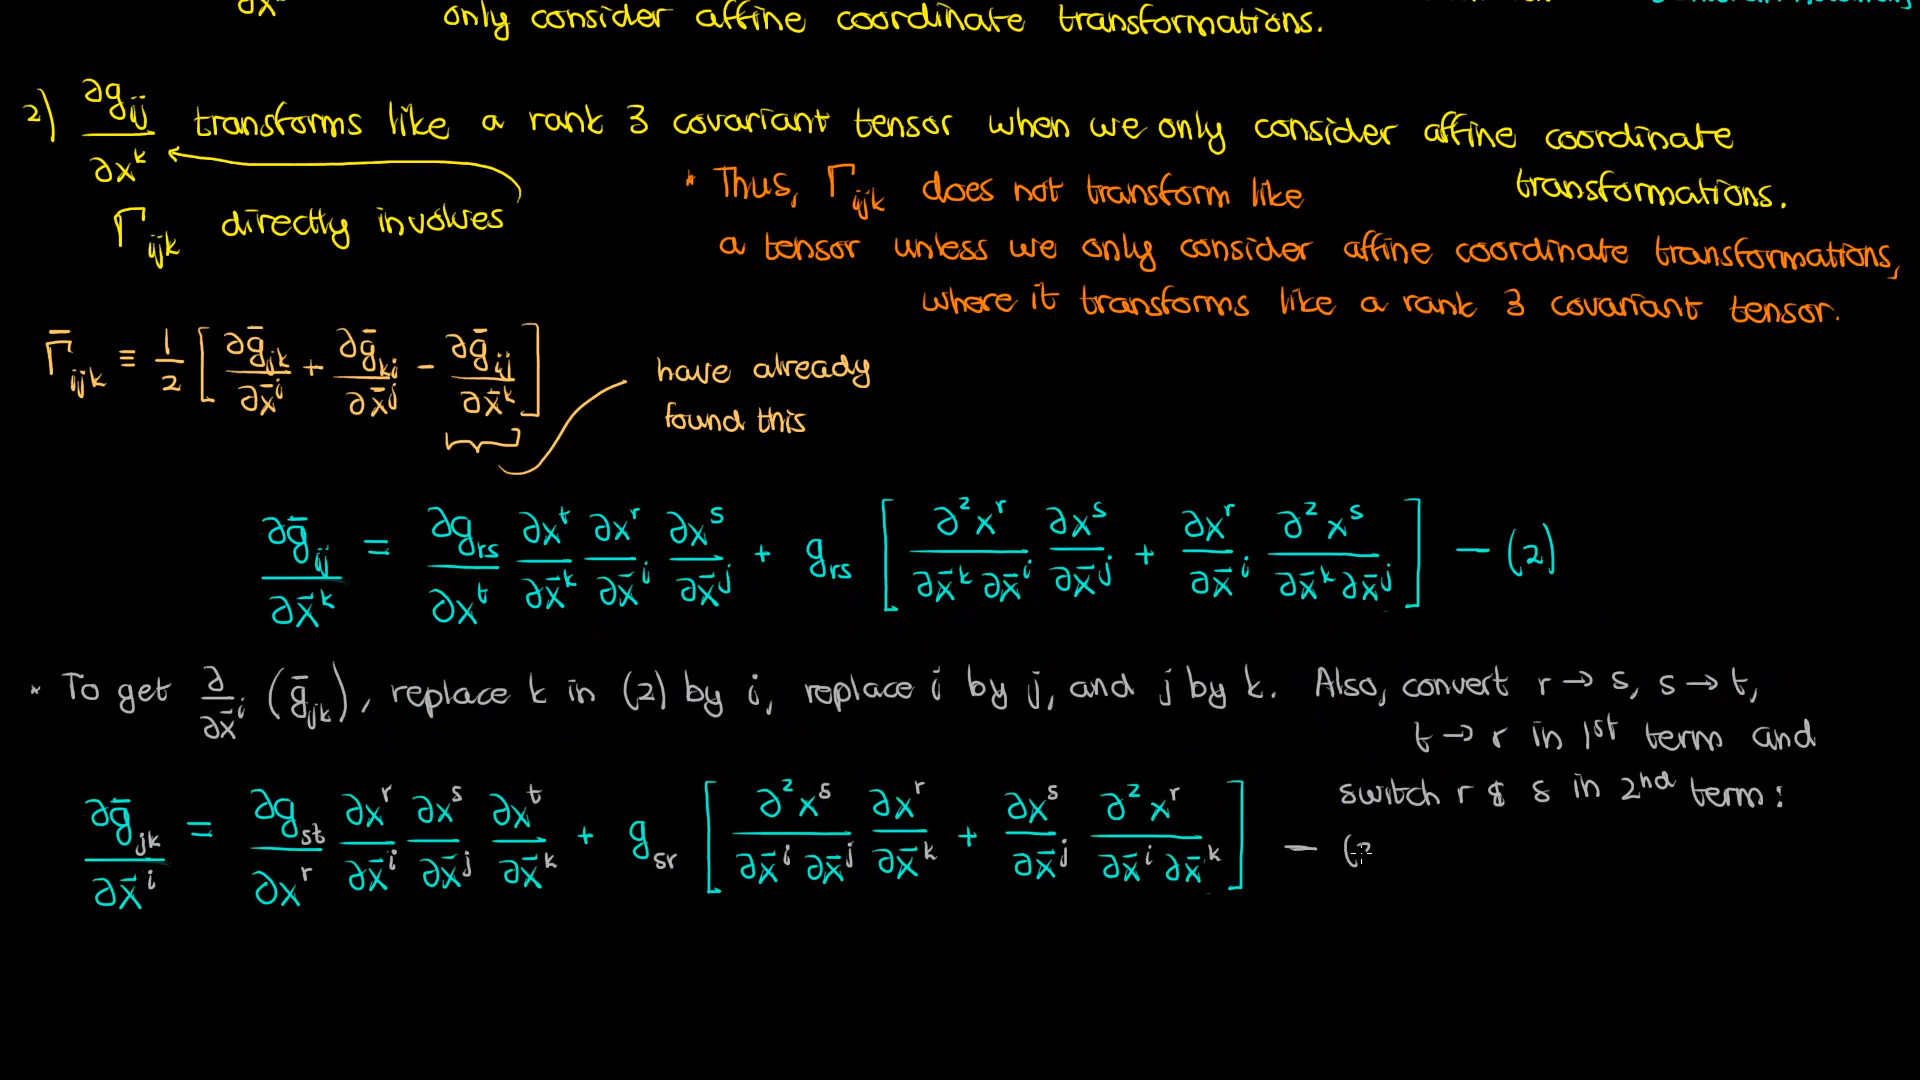 ∂x
only consider affine coordinate transformations.
2) ∂g_ij/∂x^k transforms like a rank 3 covariant tensor when we only consider affine coordinate transformations.
Γ_ijk directly involves
* Thus, Γ_ijk does not transform like
a tensor unless we only consider affine coordinate transformations,
where it transforms like a rank 3 covariant tensor.
Γ̄_ijk ≡ 1/2 [ ∂ḡ_jk/∂x̄^i + ∂ḡ_ki/∂x̄^j - ∂ḡ_ij/∂x̄^k ]
have already
found this
∂ḡ_ij/∂x̄^k = ∂g_rs/∂x^t ∂x^t/∂x̄^k ∂x^r/∂x̄^i ∂x^s/∂x̄^j + g_rs [ ∂²x^r/∂x̄^k∂x̄^i ∂x^s/∂x̄^j + ∂x^r/∂x̄^i ∂²x^s/∂x̄^k∂x̄^j ] — (2)
* To get ∂/∂x̄^i (ḡ_jk), replace k in (2) by i, replace i by j, and j by k. Also, convert r → s, s → t,
t → r in 1st term and
switch r & s in 2nd term:
∂ḡ_jk/∂x̄^i = ∂g_st/∂x^r ∂x^r/∂x̄^i ∂x^s/∂x̄^j ∂x^t/∂x̄^k + g_sr [ ∂²x^s/∂x̄^i∂x̄^j ∂x^r/∂x̄^k + ∂x^s/∂x̄^j ∂²x^r/∂x̄^i∂x̄^k ] — (